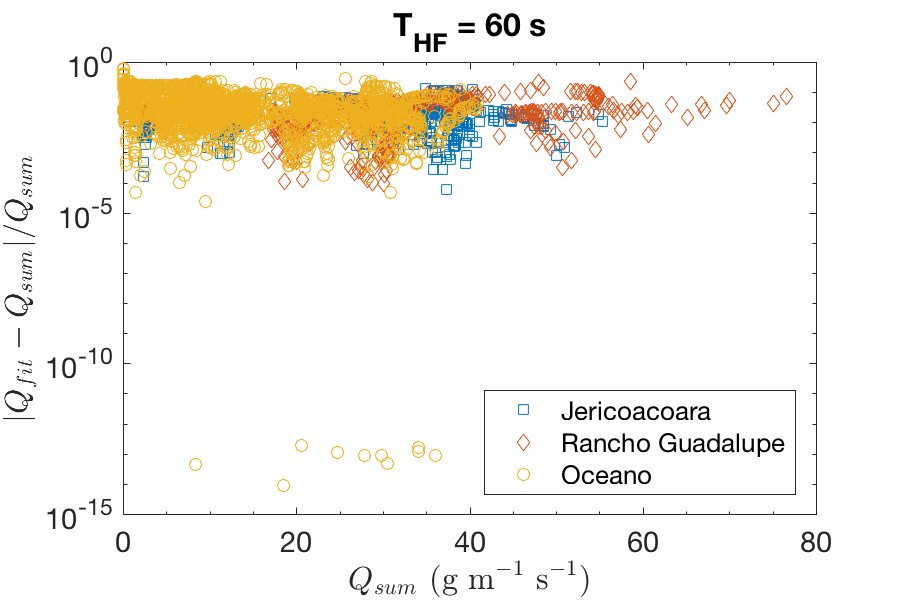 T_HF = 60 s
10^0
10^-5
10^-10
10^-15
|Q_fit − Q_sum|/Q_sum
0 20 40 60 80
Q_sum (g m^−1 s^−1)
Jericoacoara
Rancho Guadalupe
Oceano